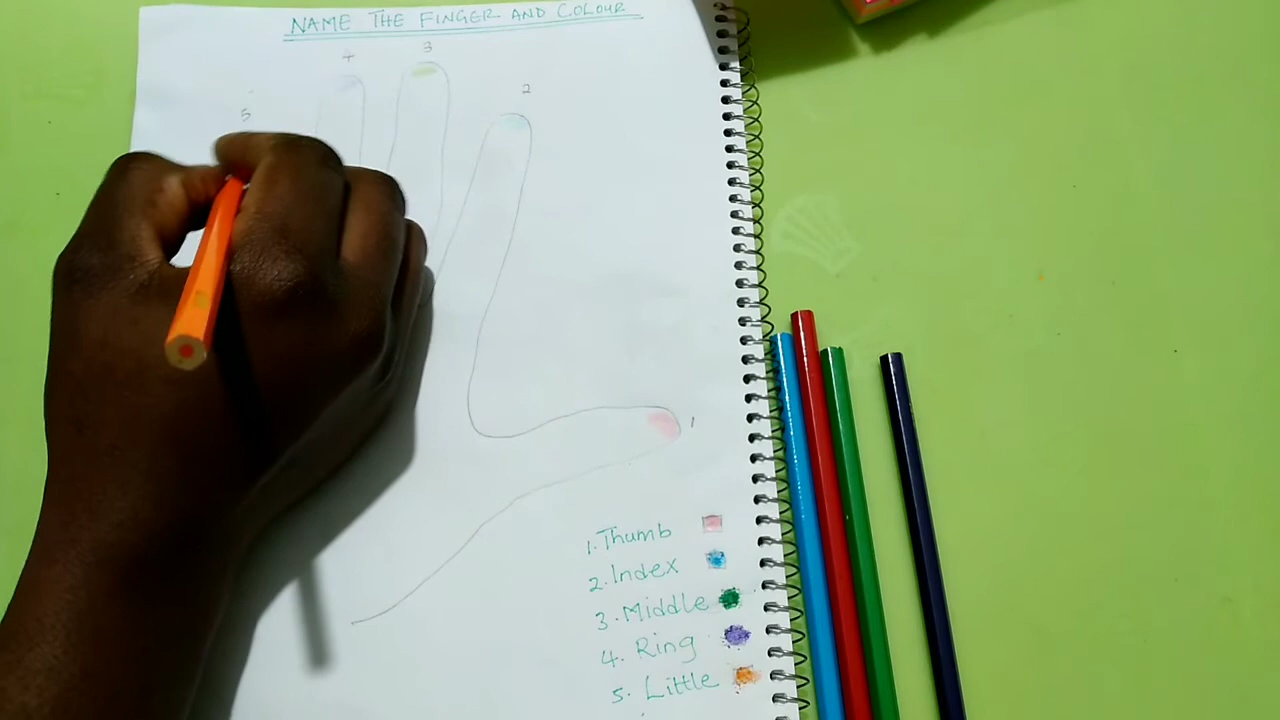 NAME THE FINGER AND COLOUR
4
3
2
5
1
1. Thumb
2. Index
3. Middle
4. Ring
5. Little